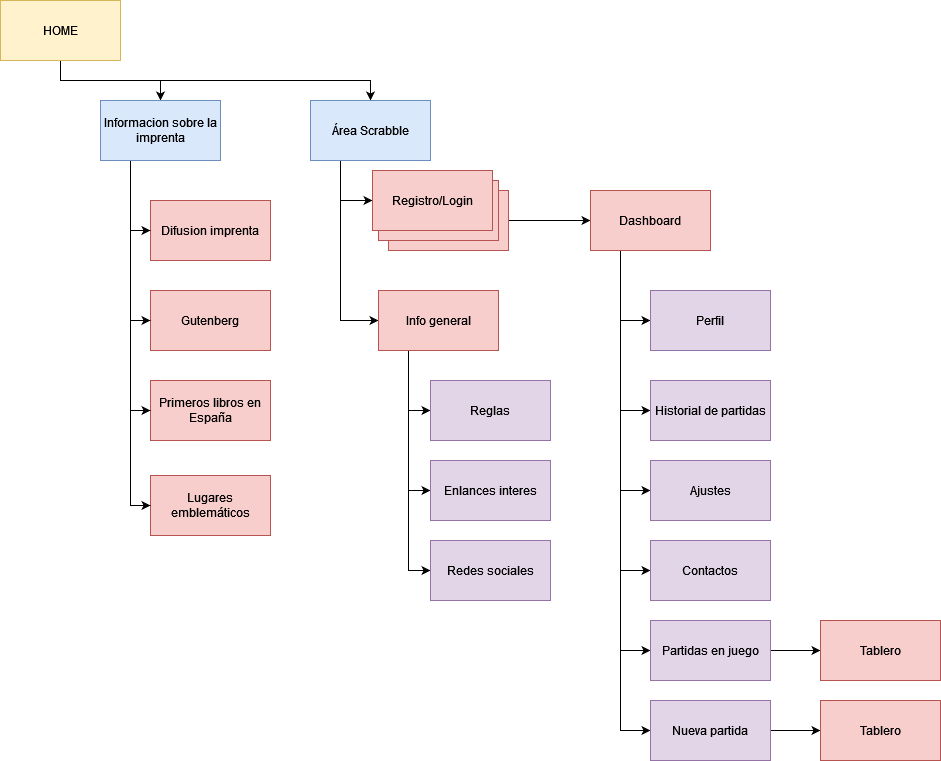 HOME
Informacion sobre la
imprenta
Área Scrabble
Registro/Login
Dashboard
Difusion imprenta
Gutenberg
Info general
Perfil
Primeros libros en
España
Reglas
Historial de partidas
Lugares
emblemáticos
Enlances interes
Ajustes
Redes sociales
Contactos
Partidas en juego
Tablero
Nueva partida
Tablero